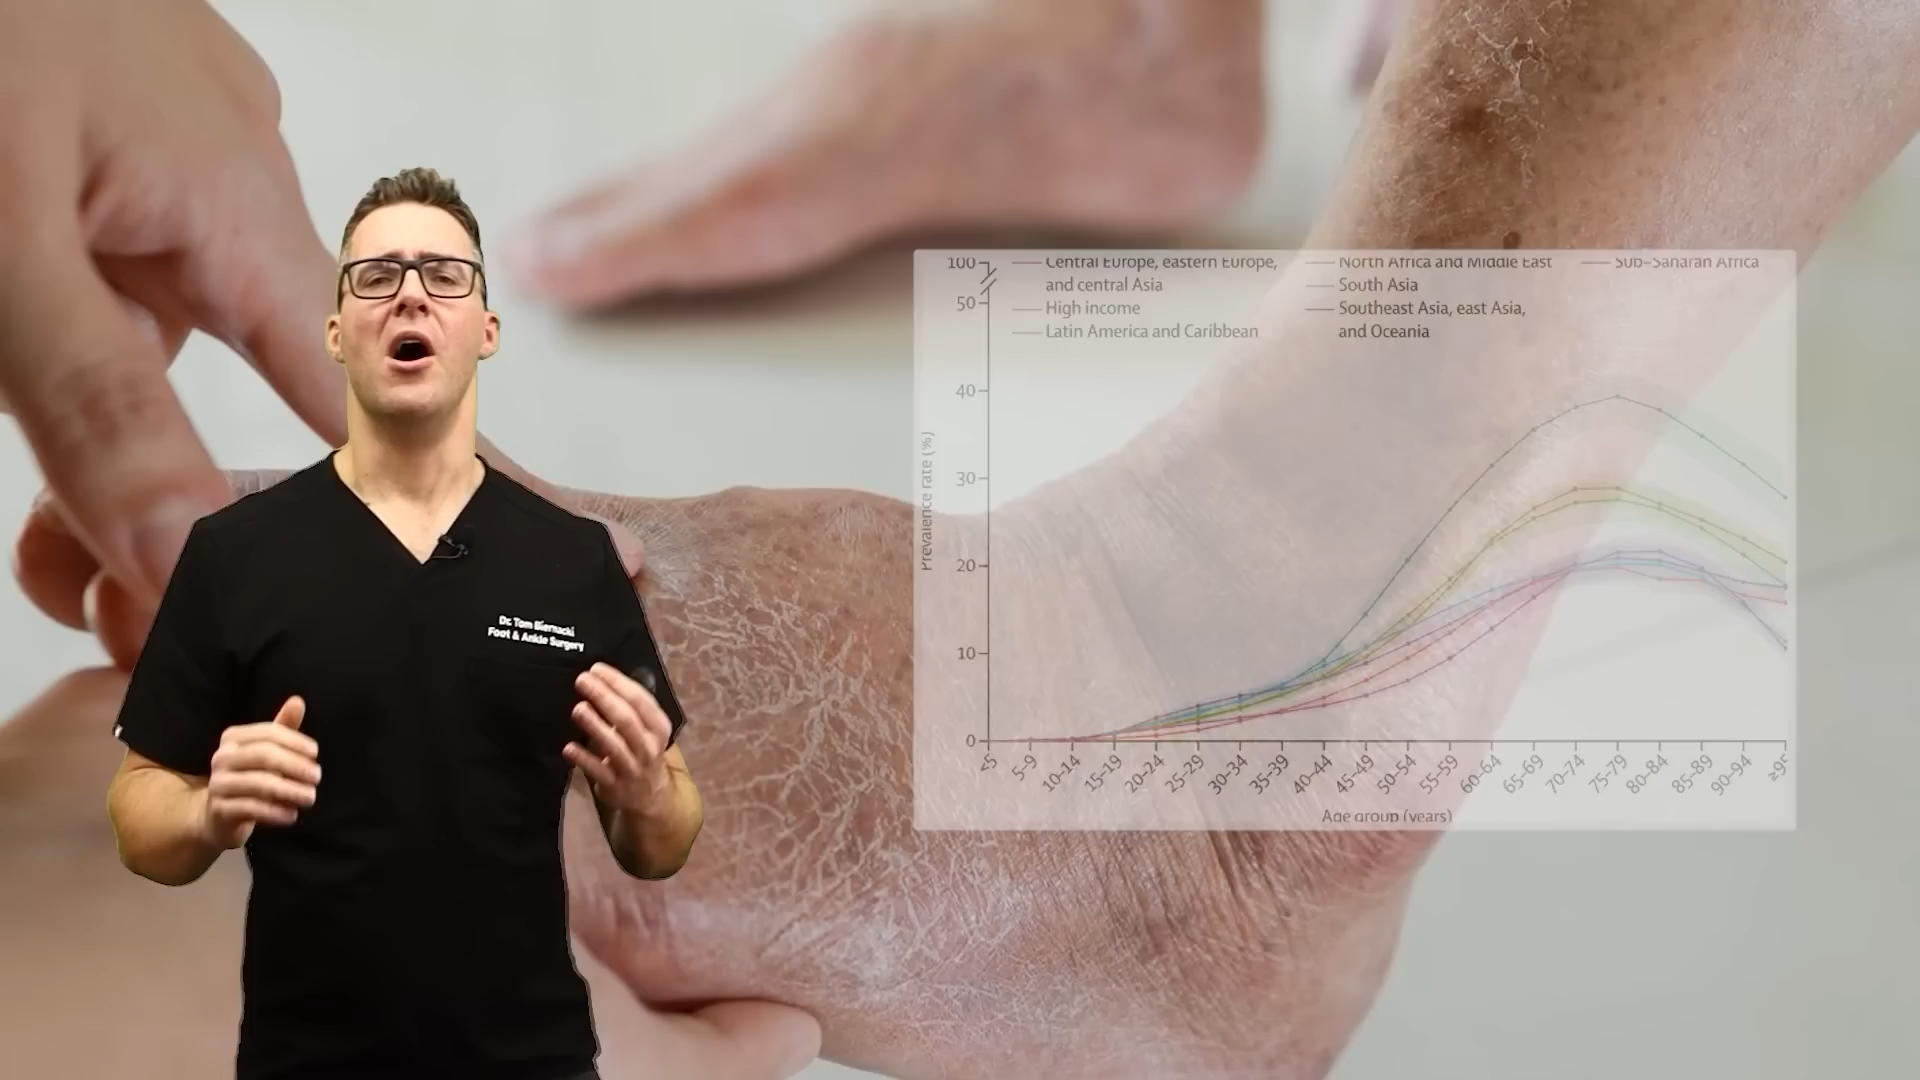 Dr. Tom Biernacki
Foot & Ankle Surgery
Central Europe, eastern Europe,
and central Asia
High income
Latin America and Caribbean
North Africa and Middle East
South Asia
Southeast Asia, east Asia,
and Oceania
Sub-Saharan Africa
Prevalence rate (%)
100
50
40
30
20
10
0
<5
5-9
10-14
15-19
20-24
25-29
30-34
35-39
40-44
45-49
50-54
55-59
60-64
65-69
70-74
75-79
80-84
85-89
90-94
≥95
Age group (years)